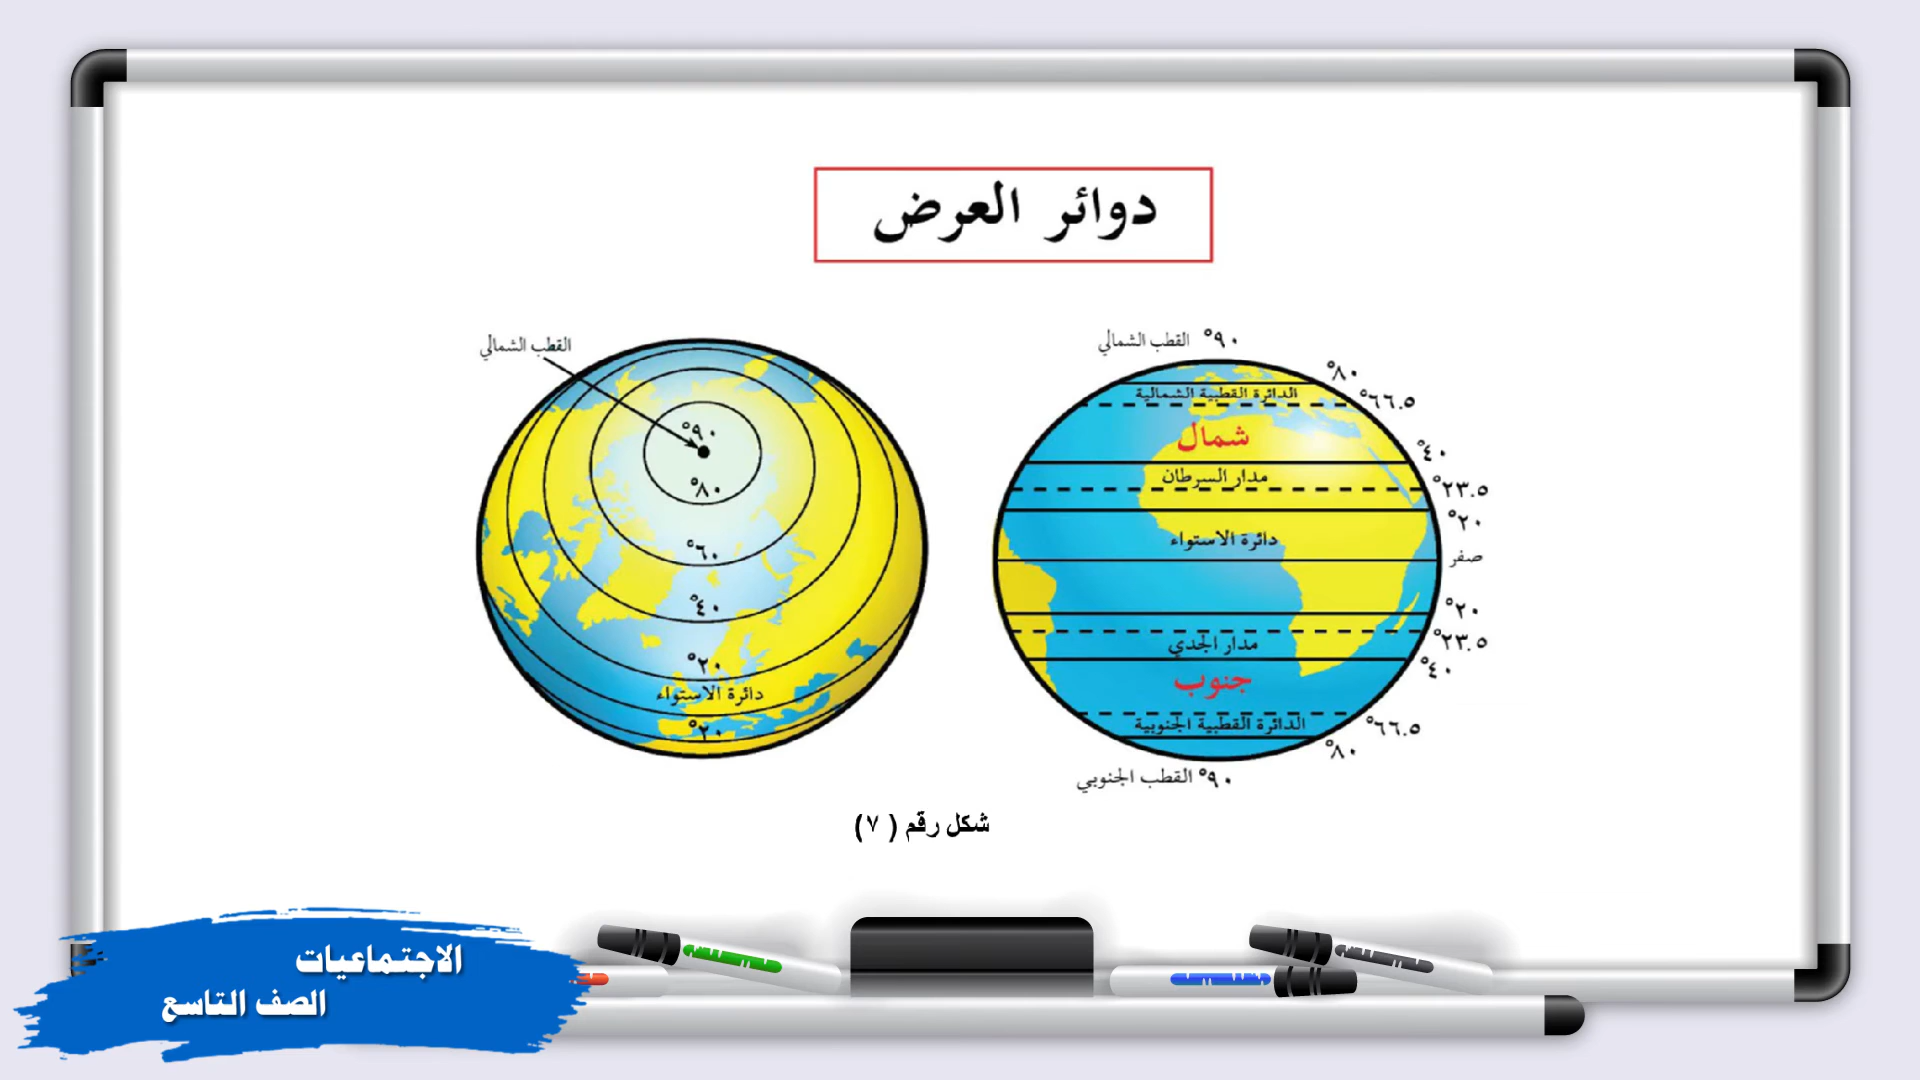 دوائر العرض
القطب الشمالي °٩٠
°٨٠
°٦٦.٥
الدائرة القطبية الشمالية
شمال
°٤٠
مدار السرطان
°٢٣.٥
°٢٠
دائرة الاستواء
صفر
°٢٠
°٢٣.٥
مدار الجدي
°٤٠
جنوب
الدائرة القطبية الجنوبية
°٦٦.٥
°٨٠
°٩٠ القطب الجنوبي
القطب الشمالي
°٩٠
°٨٠
°٦٠
°٤٠
°٢٠
دائرة الاستواء
°٢٠
شكل رقم ( ٧)
الاجتماعيات
الصف التاسع